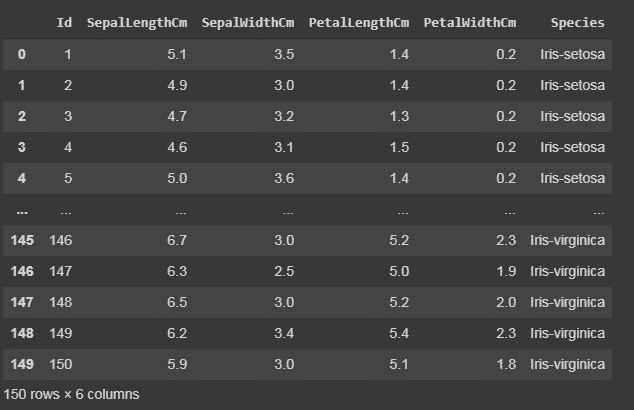 Id SepalLengthCm SepalWidthCm PetalLengthCm PetalWidthCm Species
0 1 5.1 3.5 1.4 0.2 Iris-setosa
1 2 4.9 3.0 1.4 0.2 Iris-setosa
2 3 4.7 3.2 1.3 0.2 Iris-setosa
3 4 4.6 3.1 1.5 0.2 Iris-setosa
4 5 5.0 3.6 1.4 0.2 Iris-setosa
... ... ... ... ... ... ...
145 146 6.7 3.0 5.2 2.3 Iris-virginica
146 147 6.3 2.5 5.0 1.9 Iris-virginica
147 148 6.5 3.0 5.2 2.0 Iris-virginica
148 149 6.2 3.4 5.4 2.3 Iris-virginica
149 150 5.9 3.0 5.1 1.8 Iris-virginica
150 rows × 6 columns